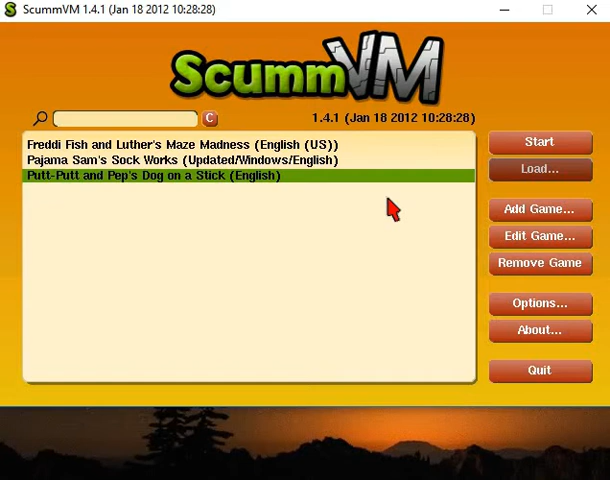 ScummVM 1.4.1 (Jan 18 2012 10:28:28)
ScummVM
C
1.4.1 (Jan 18 2012 10:28:28)
Freddi Fish and Luther's Maze Madness (English (US))
Pajama Sam's Sock Works (Updated/Windows/English)
Putt-Putt and Pep's Dog on a Stick (English)
Start
Load...
Add Game...
Edit Game...
Remove Game
Options...
About...
Quit